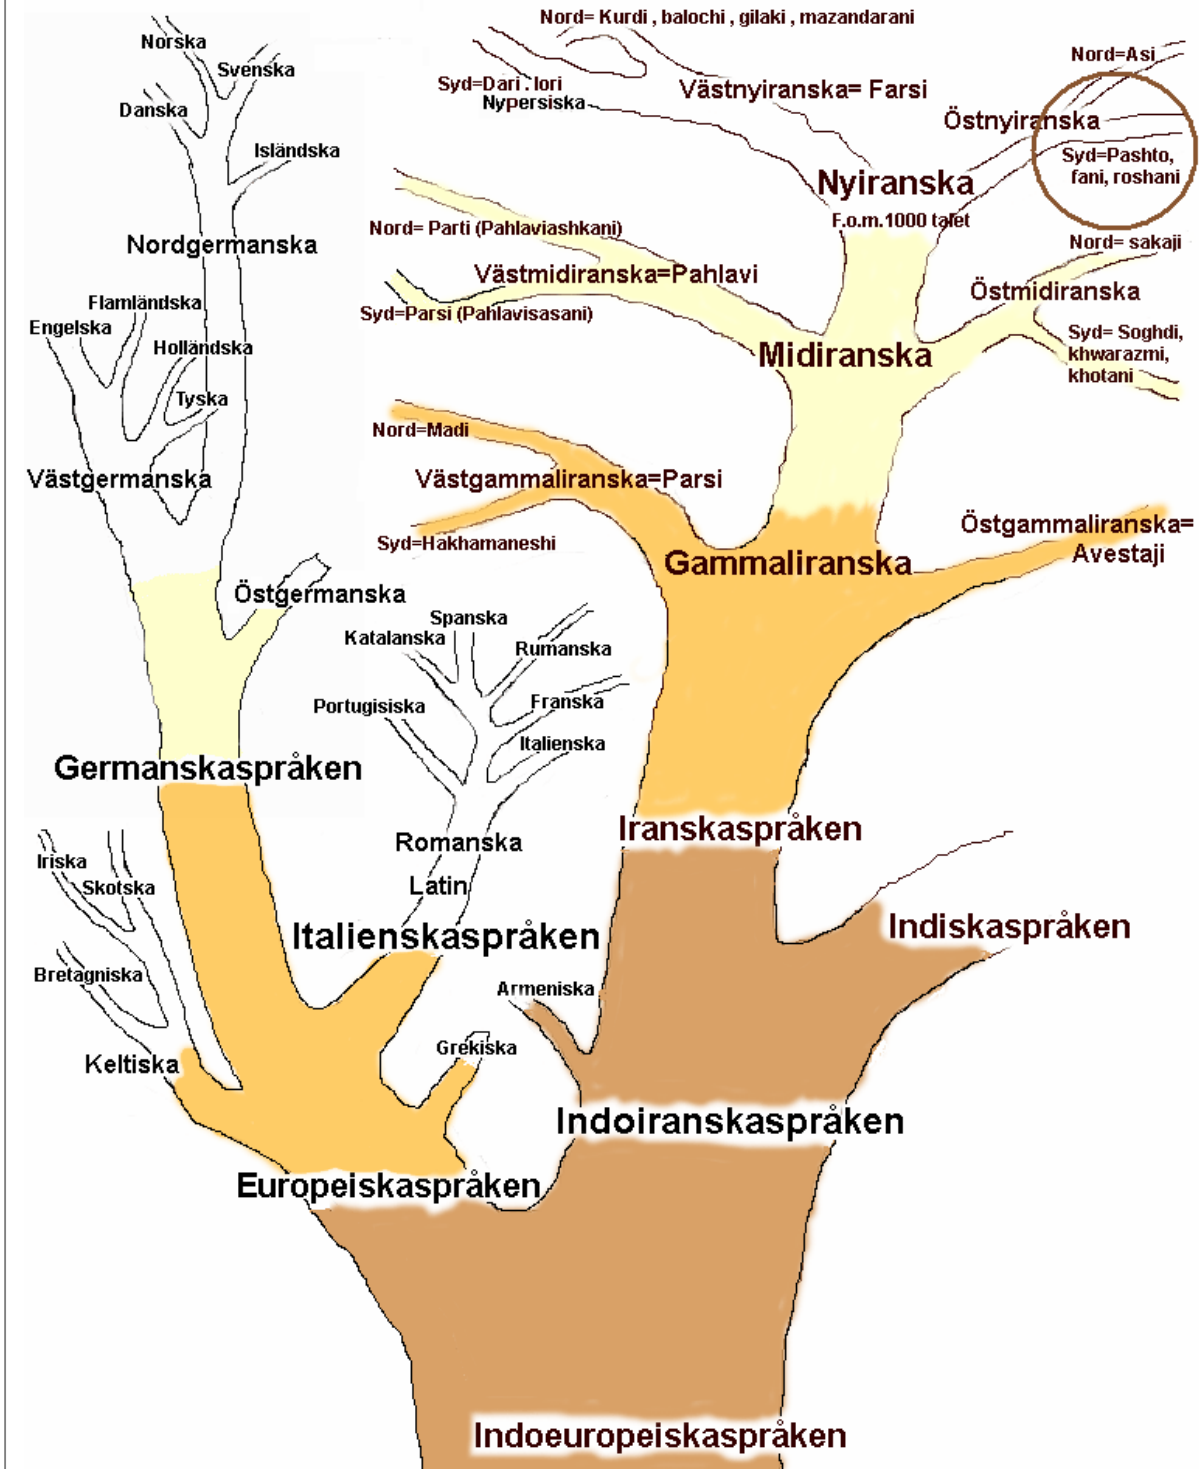 Nord= Kurdi , balochi , gilaki , mazandarani
Norska
Svenska
Danska
Isländska
Nordgermanska
Flamländska
Engelska
Holländska
Tyska
Västgermanska
Östgermanska
Germanskaspråken
Syd=Dari . lori
Nypersiska
Västnyiranska= Farsi
Nord=Asi
Östnyiranska
Syd=Pashto,
fani, roshani
Nyiranska
F.o.m.1000 talet
Nord= Parti (Pahlaviashkani)
Västmidiranska=Pahlavi
Syd=Parsi (Pahlavisasani)
Nord= sakaji
Östmidiranska
Syd= Soghdi,
khwarazmi,
khotani
Midiranska
Nord=Madi
Västgammaliranska=Parsi
Syd=Hakhamaneshi
Östgammaliranska=
Avestaji
Gammaliranska
Spanska
Katalanska
Rumanska
Portugisiska
Franska
Italienska
Romanska
Latin
Italienskaspråken
Iranskaspråken
Indiskaspråken
Iriska
Skotska
Bretagniska
Keltiska
Armeniska
Grekiska
Indoiranskaspråken
Europeiskaspråken
Indoeuropeiskaspråken